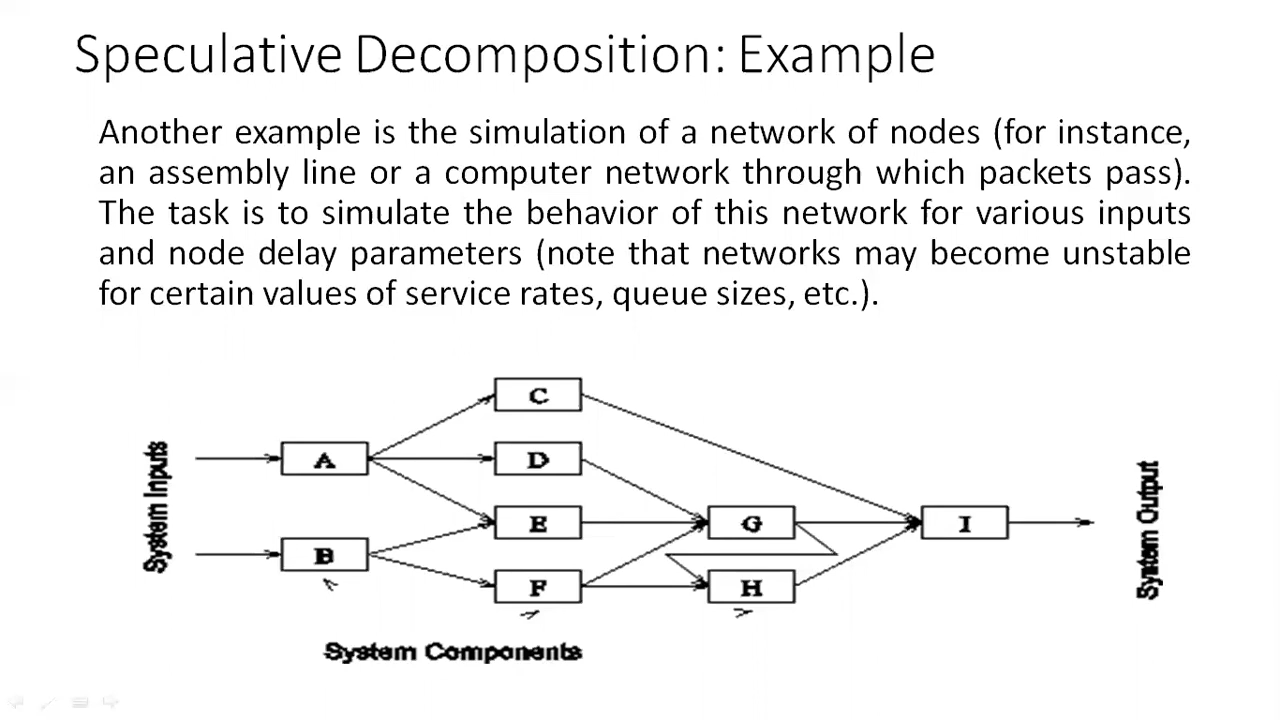 Speculative Decomposition: Example
Another example is the simulation of a network of nodes (for instance,
an assembly line or a computer network through which packets pass).
The task is to simulate the behavior of this network for various inputs
and node delay parameters (note that networks may become unstable
for certain values of service rates, queue sizes, etc.).
System Inputs
A
B
C
D
E
F
G
H
I
System Output
System Components